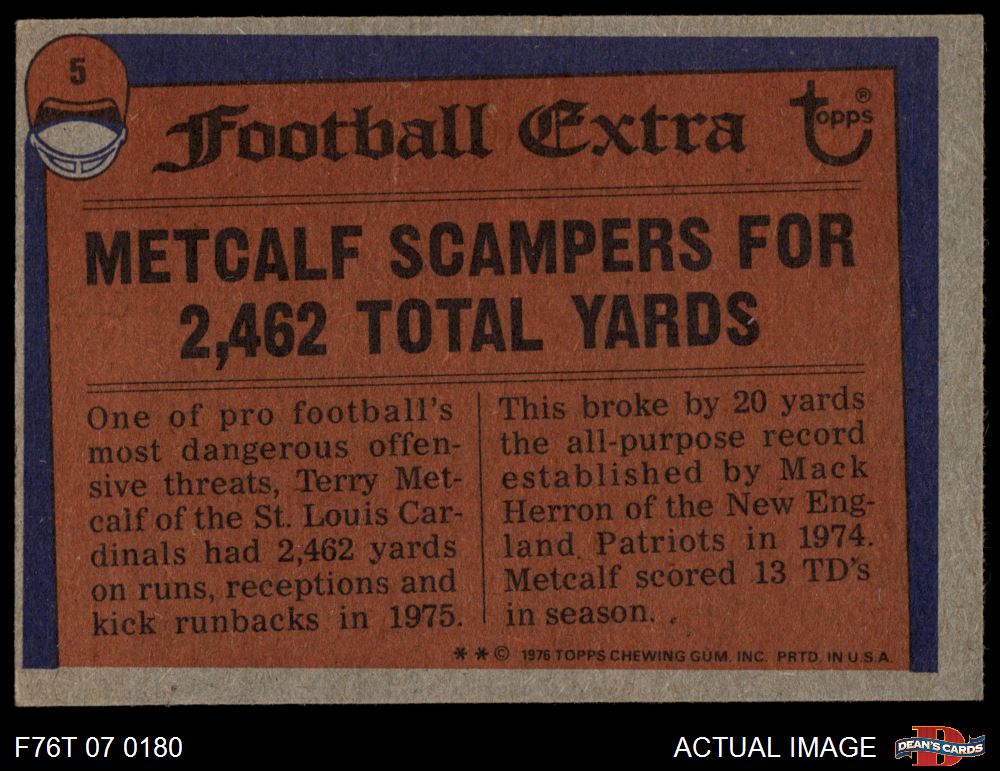 5
Football Extra
topps ®
METCALF SCAMPERS FOR
2,462 TOTAL YARDS
One of pro football's
most dangerous offen-
sive threats, Terry Met-
calf of the St. Louis Car-
dinals had 2,462 yards
on runs, receptions and
kick runbacks in 1975.
This broke by 20 yards
the all-purpose record
established by Mack
Herron of the New Eng-
land Patriots in 1974.
Metcalf scored 13 TD's
in season.
* * © 1976 TOPPS CHEWING GUM, INC. PRTD. IN U.S.A.
F76T 07 0180
ACTUAL IMAGE
D
DEAN'S CARDS